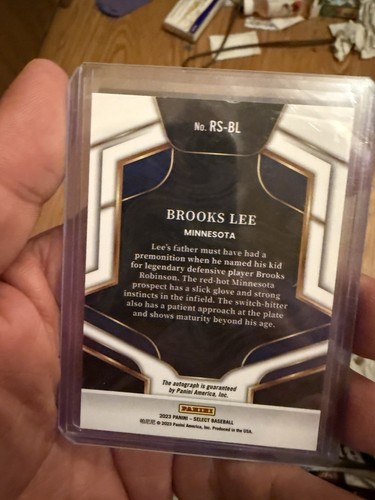 No. RS-BL
BROOKS LEE
MINNESOTA
Lee's father must have had a
premonition when he named his kid
for legendary defensive player Brooks
Robinson. The red-hot Minnesota
prospect has a slick glove and strong
instincts in the infield. The switch-hitter
also has a patient approach at the plate
and shows maturity beyond his age.
The autograph is guaranteed
by Panini America, Inc.
PANINI
2023 PANINI – SELECT BASEBALL
帕尼尼 © 2023 Panini America, Inc. Produced in the USA.